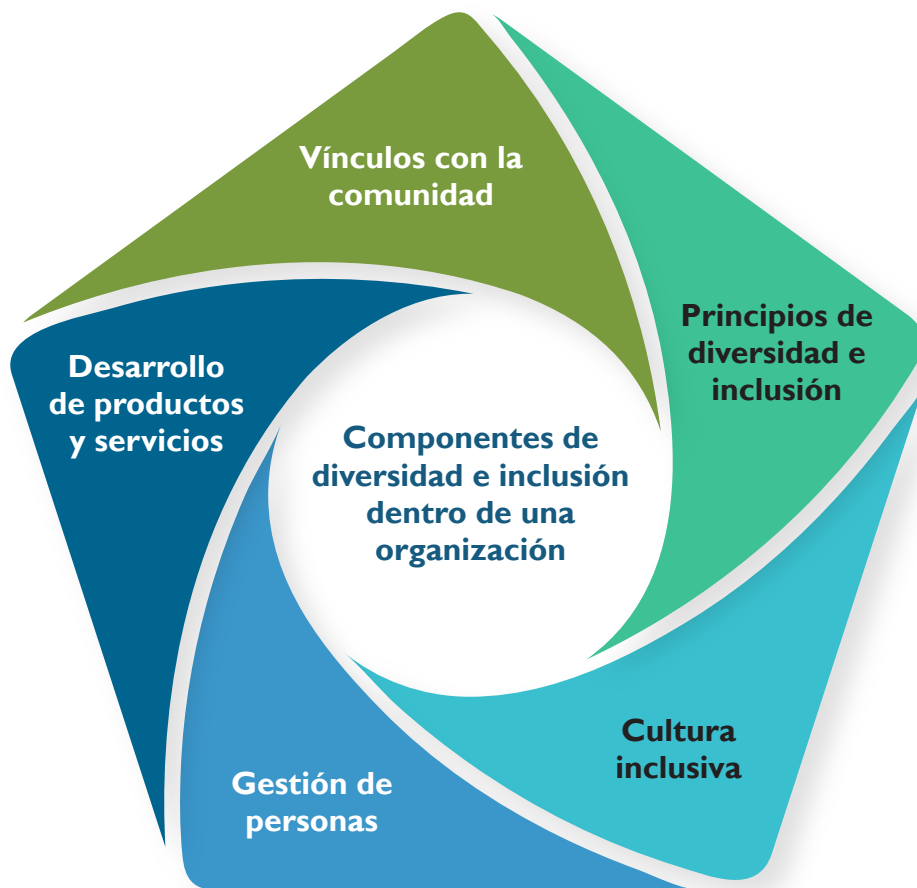 Vínculos con la
comunidad
Principios de
diversidad e
inclusión
Desarrollo
de productos
y servicios
Componentes de
diversidad e inclusión
dentro de una
organización
Cultura
inclusiva
Gestión de
personas